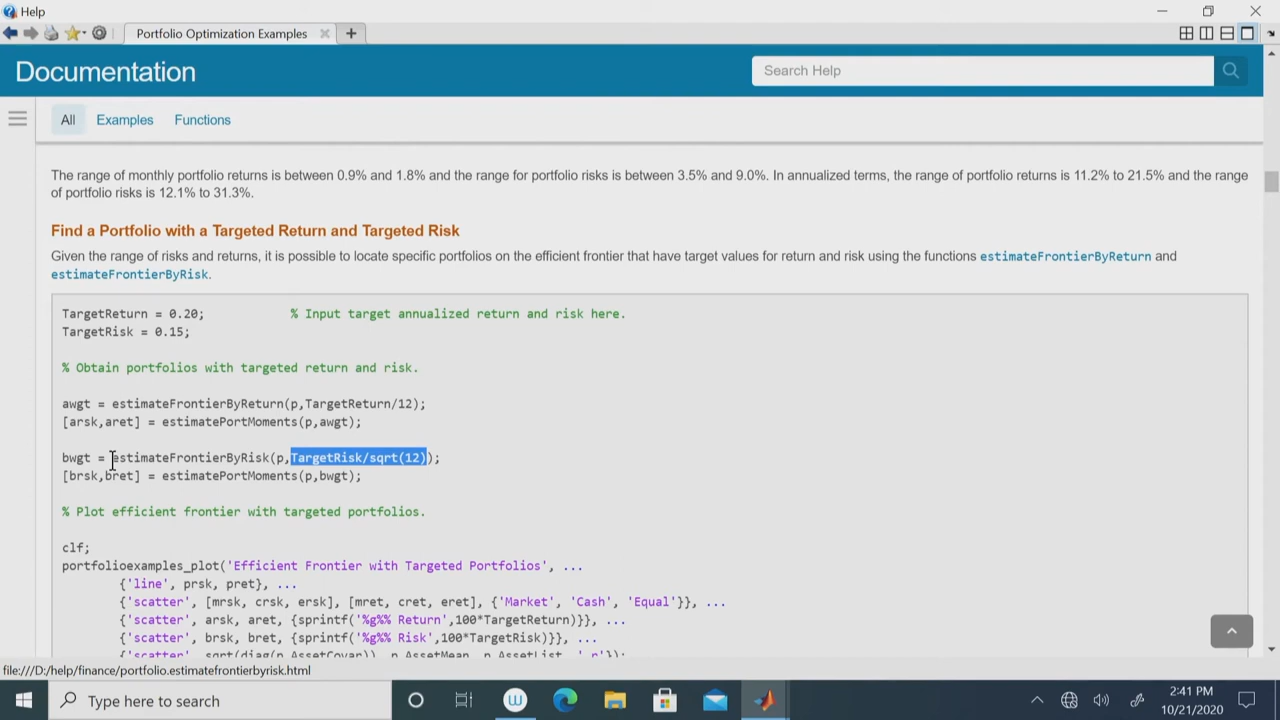 Help
Portfolio Optimization Examples
Documentation
Search Help
All Examples Functions
The range of monthly portfolio returns is between 0.9% and 1.8% and the range for portfolio risks is between 3.5% and 9.0%. In annualized terms, the range of portfolio returns is 11.2% to 21.5% and the range
of portfolio risks is 12.1% to 31.3%.
Find a Portfolio with a Targeted Return and Targeted Risk
Given the range of risks and returns, it is possible to locate specific portfolios on the efficient frontier that have target values for return and risk using the functions estimateFrontierByReturn and
estimateFrontierByRisk.
TargetReturn = 0.20; % Input target annualized return and risk here.
TargetRisk = 0.15;
% Obtain portfolios with targeted return and risk.
awgt = estimateFrontierByReturn(p,TargetReturn/12);
[arsk,aret] = estimatePortMoments(p,awgt);
bwgt = estimateFrontierByRisk(p,TargetRisk/sqrt(12));
[brsk,bret] = estimatePortMoments(p,bwgt);
% Plot efficient frontier with targeted portfolios.
clf;
portfolioexamples_plot('Efficient Frontier with Targeted Portfolios', ...
{'line', prsk, pret}, ...
{'scatter', [mrsk, crsk, ersk], [mret, cret, eret], {'Market', 'Cash', 'Equal'}}, ...
{'scatter', arsk, aret, {sprintf('%g%% Return',100*TargetReturn)}}, ...
{'scatter', brsk, bret, {sprintf('%g%% Risk',100*TargetRisk)}}, ...
{'scatter', sqrt(diag(p.AssetCovar)), p.AssetMean, p.AssetList, '.r'});
file:///D:/help/finance/portfolio.estimatefrontierbyrisk.html
Type here to search
2:41 PM
10/21/2020